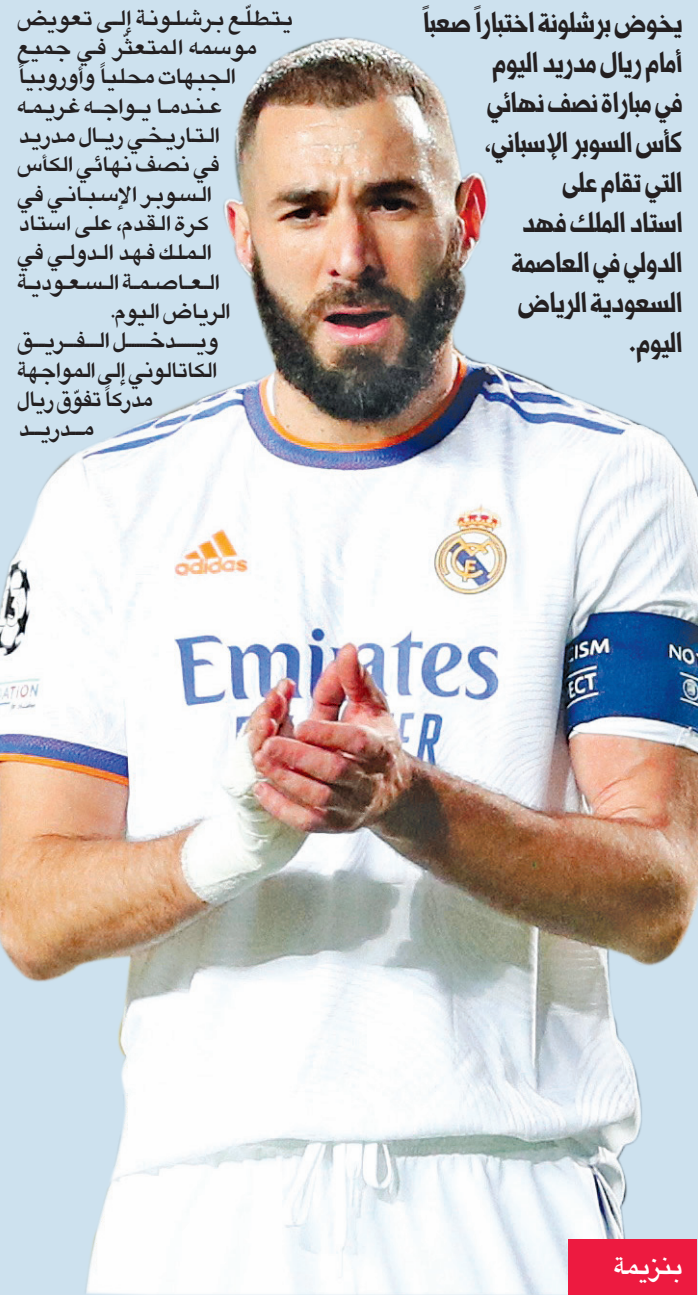 يخوض برشلونة اختباراً صعباً
أمام ريال مدريد اليوم
في مباراة نصف نهائي
كأس السوبر الإسباني،
التي تقام على
استاد الملك فهد
الدولي في العاصمة
السعودية الرياض
اليوم.
يتطلّع برشلونة إلى تعويض
موسمه المتعثّر في جميع
الجبهات محلياً وأوروبياً
عندما يواجه غريمه
التاريخي ريال مدريد
في نصف نهائي الكأس
السوبر الإسباني في
كرة القدم، على استاد
الملك فهد الدولي في
العاصمة السعودية
الرياض اليوم.
ويدخل الفريق
الكاتالوني إلى المواجهة
مدركاً تفوّق ريال
مدريد
adidas
Emirates
بنزيمة